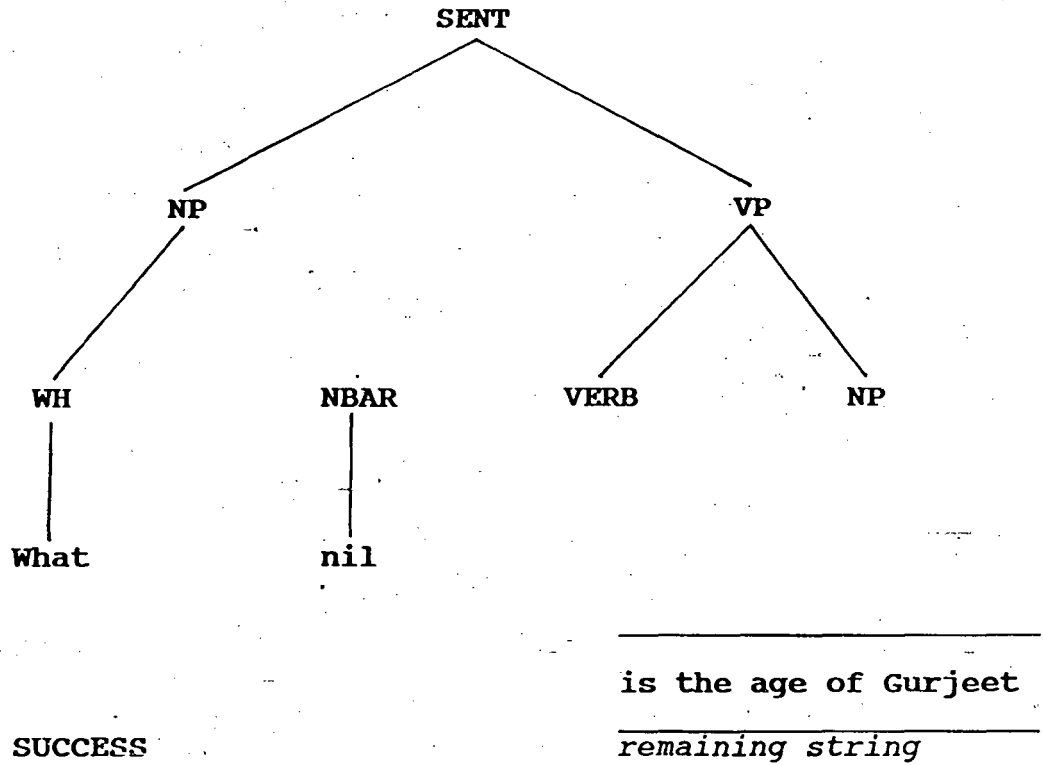 SENT
NP VP
WH NBAR VERB NP
What nil
is the age of Gurjeet
SUCCESS remaining string